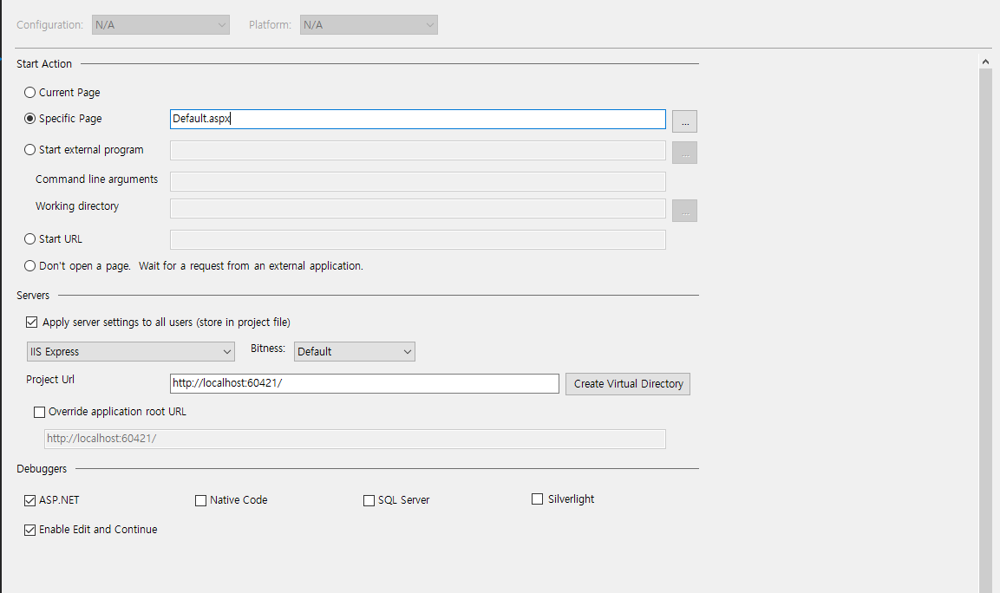 Configuration: N/A Platform: N/A
Start Action
Current Page
Specific Page Default.aspx ...
Start external program ...
Command line arguments
Working directory ...
Start URL
Don't open a page. Wait for a request from an external application.
Servers
Apply server settings to all users (store in project file)
IIS Express Bitness: Default
Project Url http://localhost:60421/ Create Virtual Directory
Override application root URL
http://localhost:60421/
Debuggers
ASP.NET Native Code SQL Server Silverlight
Enable Edit and Continue